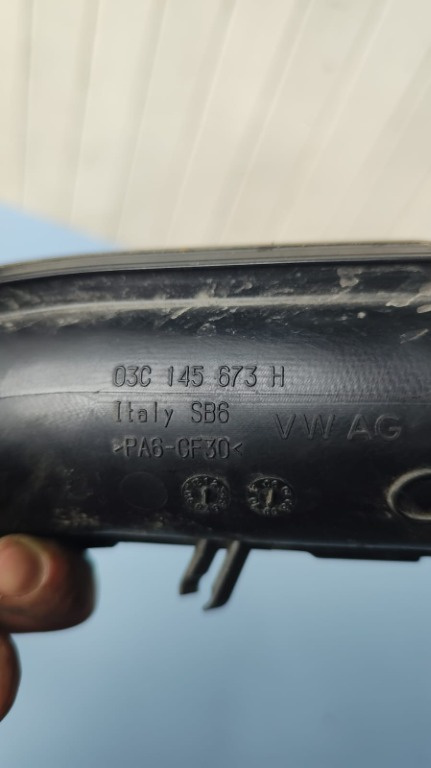 03C 145 673 H
Italy SB6
VW AG
>PA6-GF30<